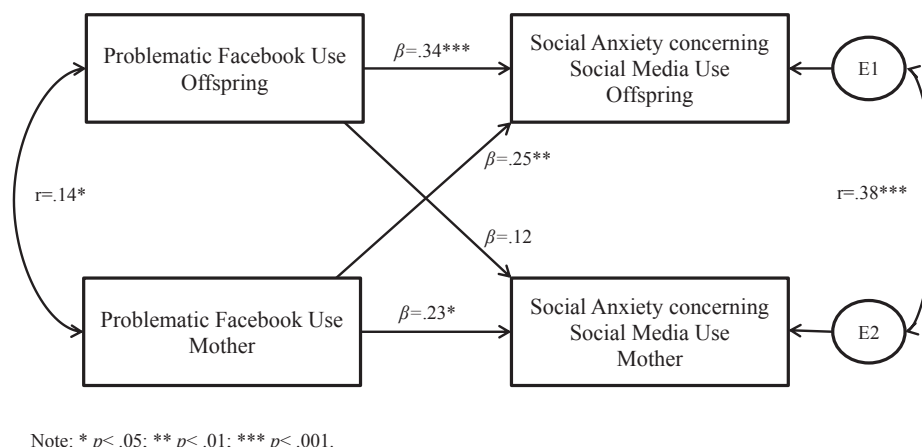 Problematic Facebook Use
Offspring
β=.34***
Social Anxiety concerning
Social Media Use
Offspring
E1
β=.25**
r=.14*
r=.38***
β=.12
Problematic Facebook Use
Mother
β=.23*
Social Anxiety concerning
Social Media Use
Mother
E2
Note: * p< .05; ** p< .01; *** p< .001.